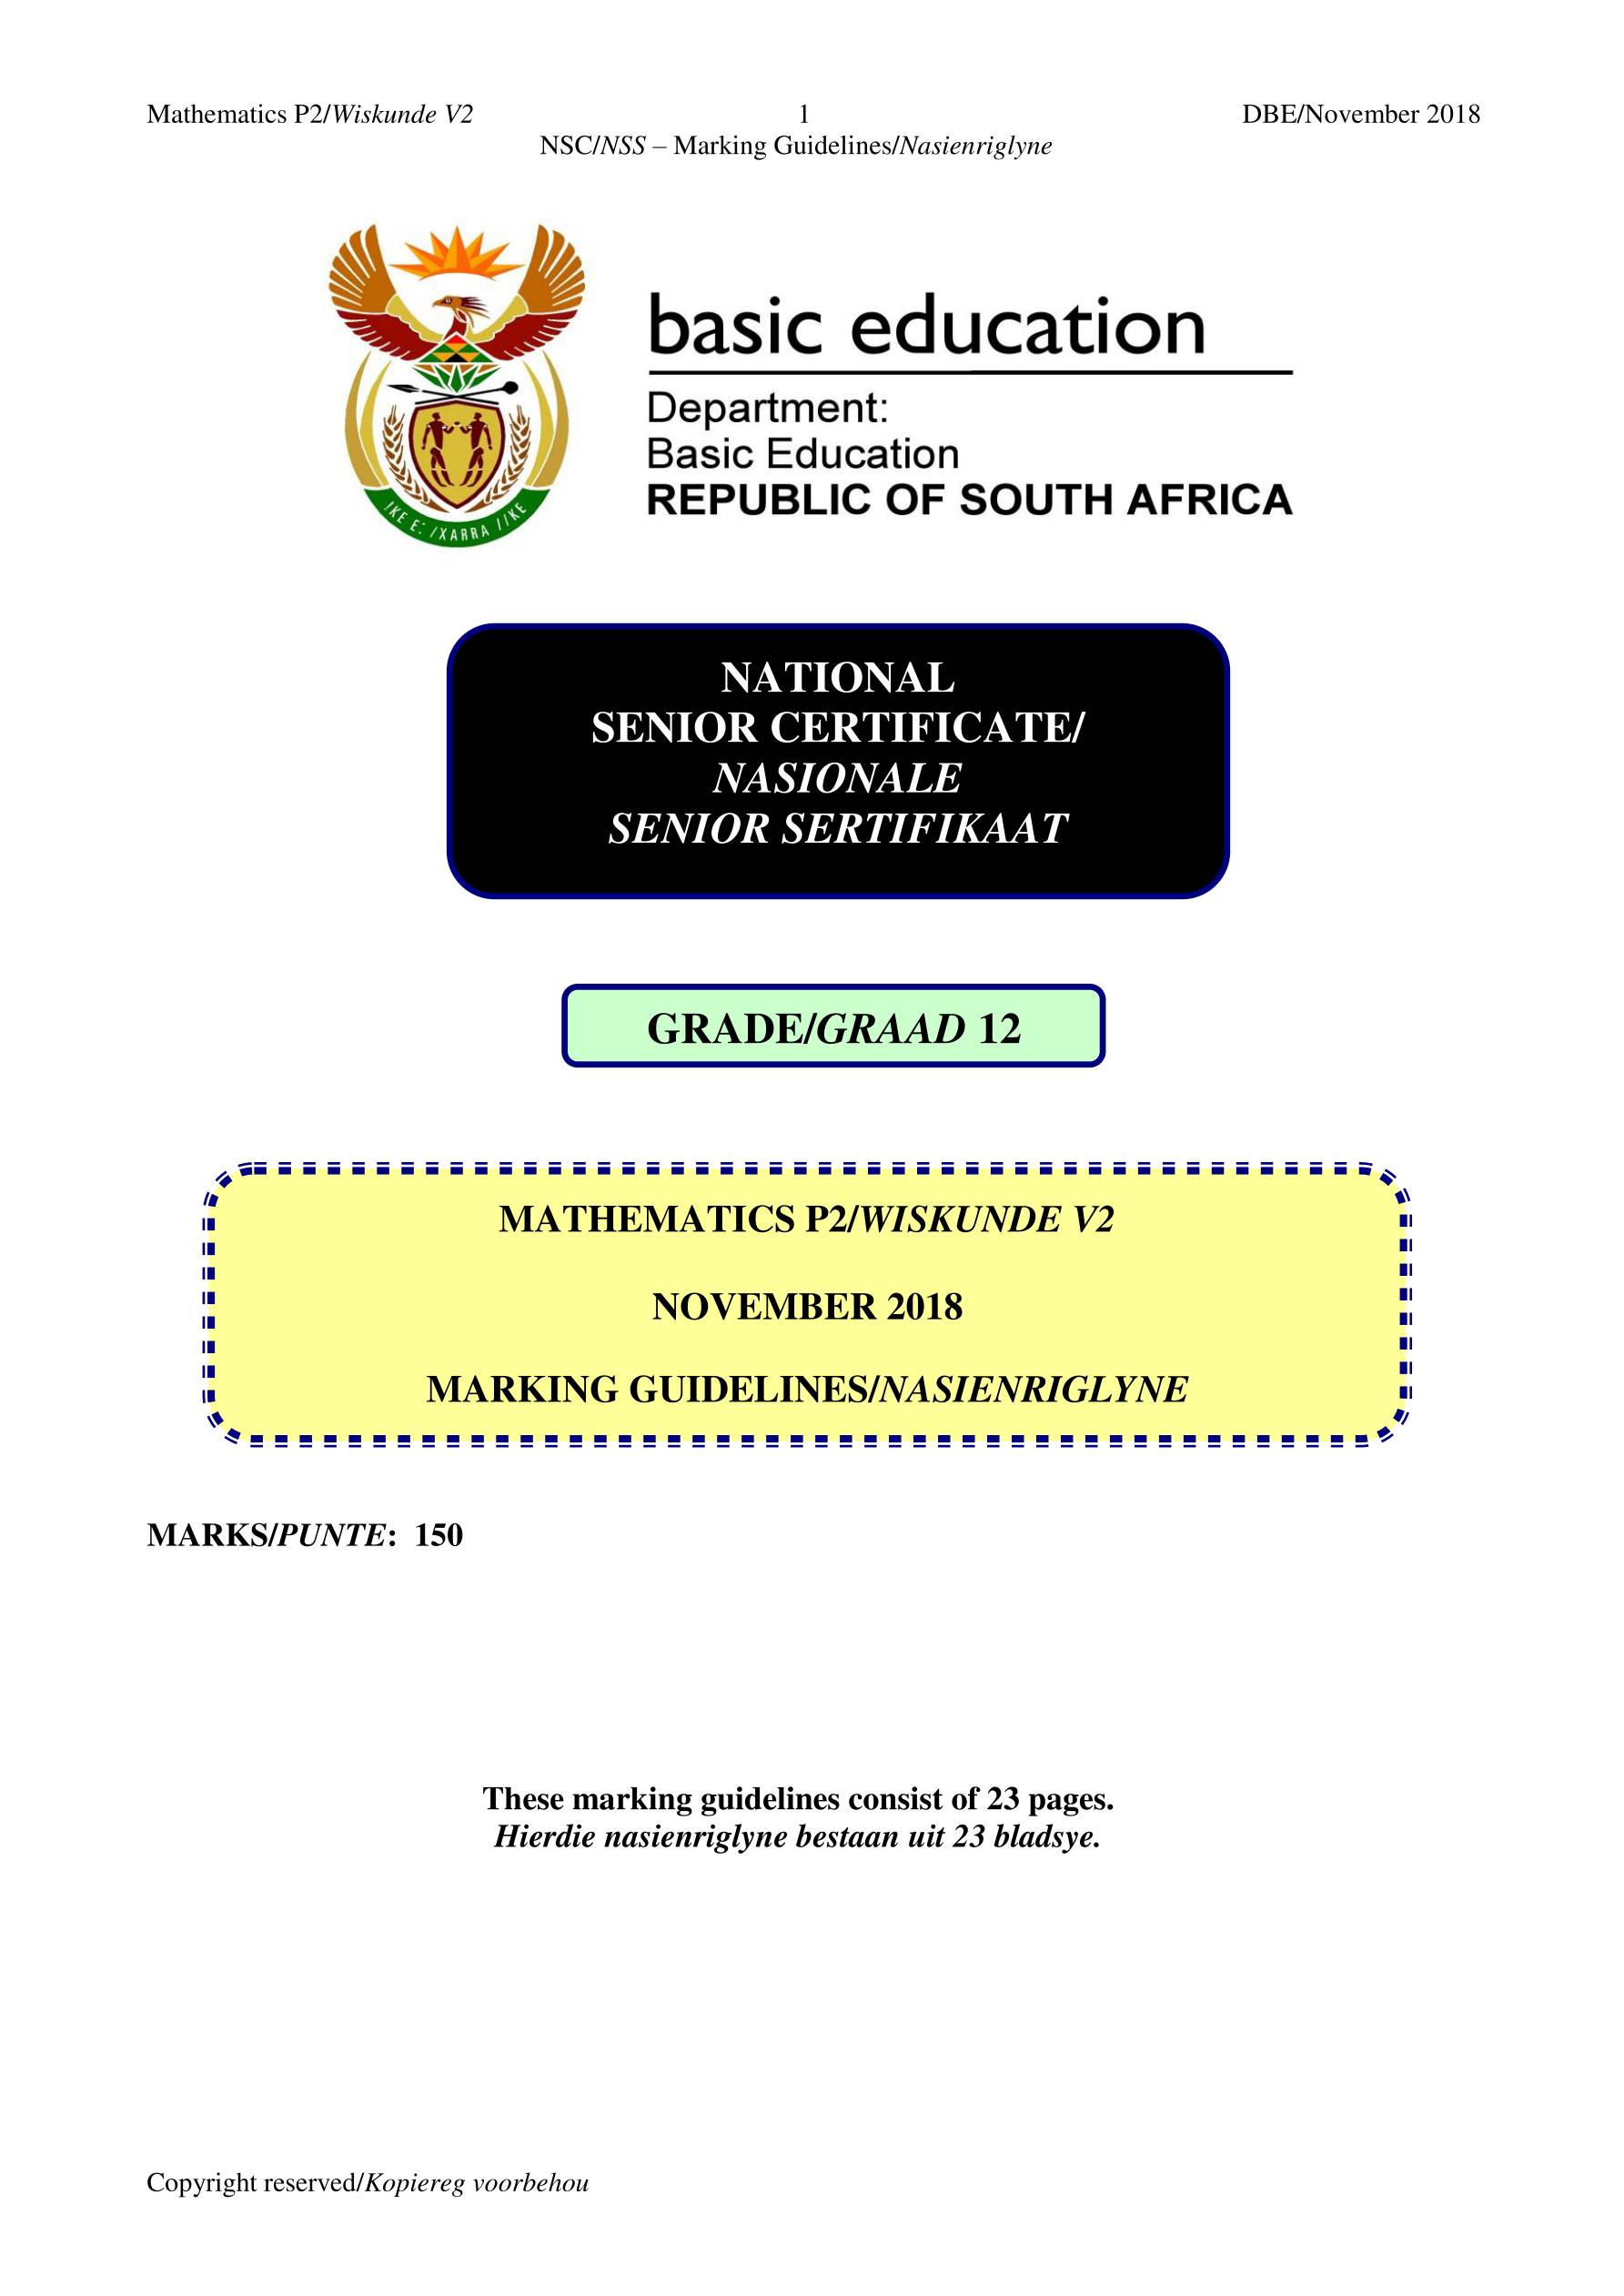 Mathematics P2/Wiskunde V2 1 DBE/November 2018
NSC/NSS – Marking Guidelines/Nasienriglyne
basic education
Department:
Basic Education
REPUBLIC OF SOUTH AFRICA
!KE E: /XARRA //KE
NATIONAL
SENIOR CERTIFICATE/
NASIONALE
SENIOR SERTIFIKAAT
GRADE/GRAAD 12
MATHEMATICS P2/WISKUNDE V2
NOVEMBER 2018
MARKING GUIDELINES/NASIENRIGLYNE
MARKS/PUNTE: 150
These marking guidelines consist of 23 pages.
Hierdie nasienriglyne bestaan uit 23 bladsye.
Copyright reserved/Kopiereg voorbehou